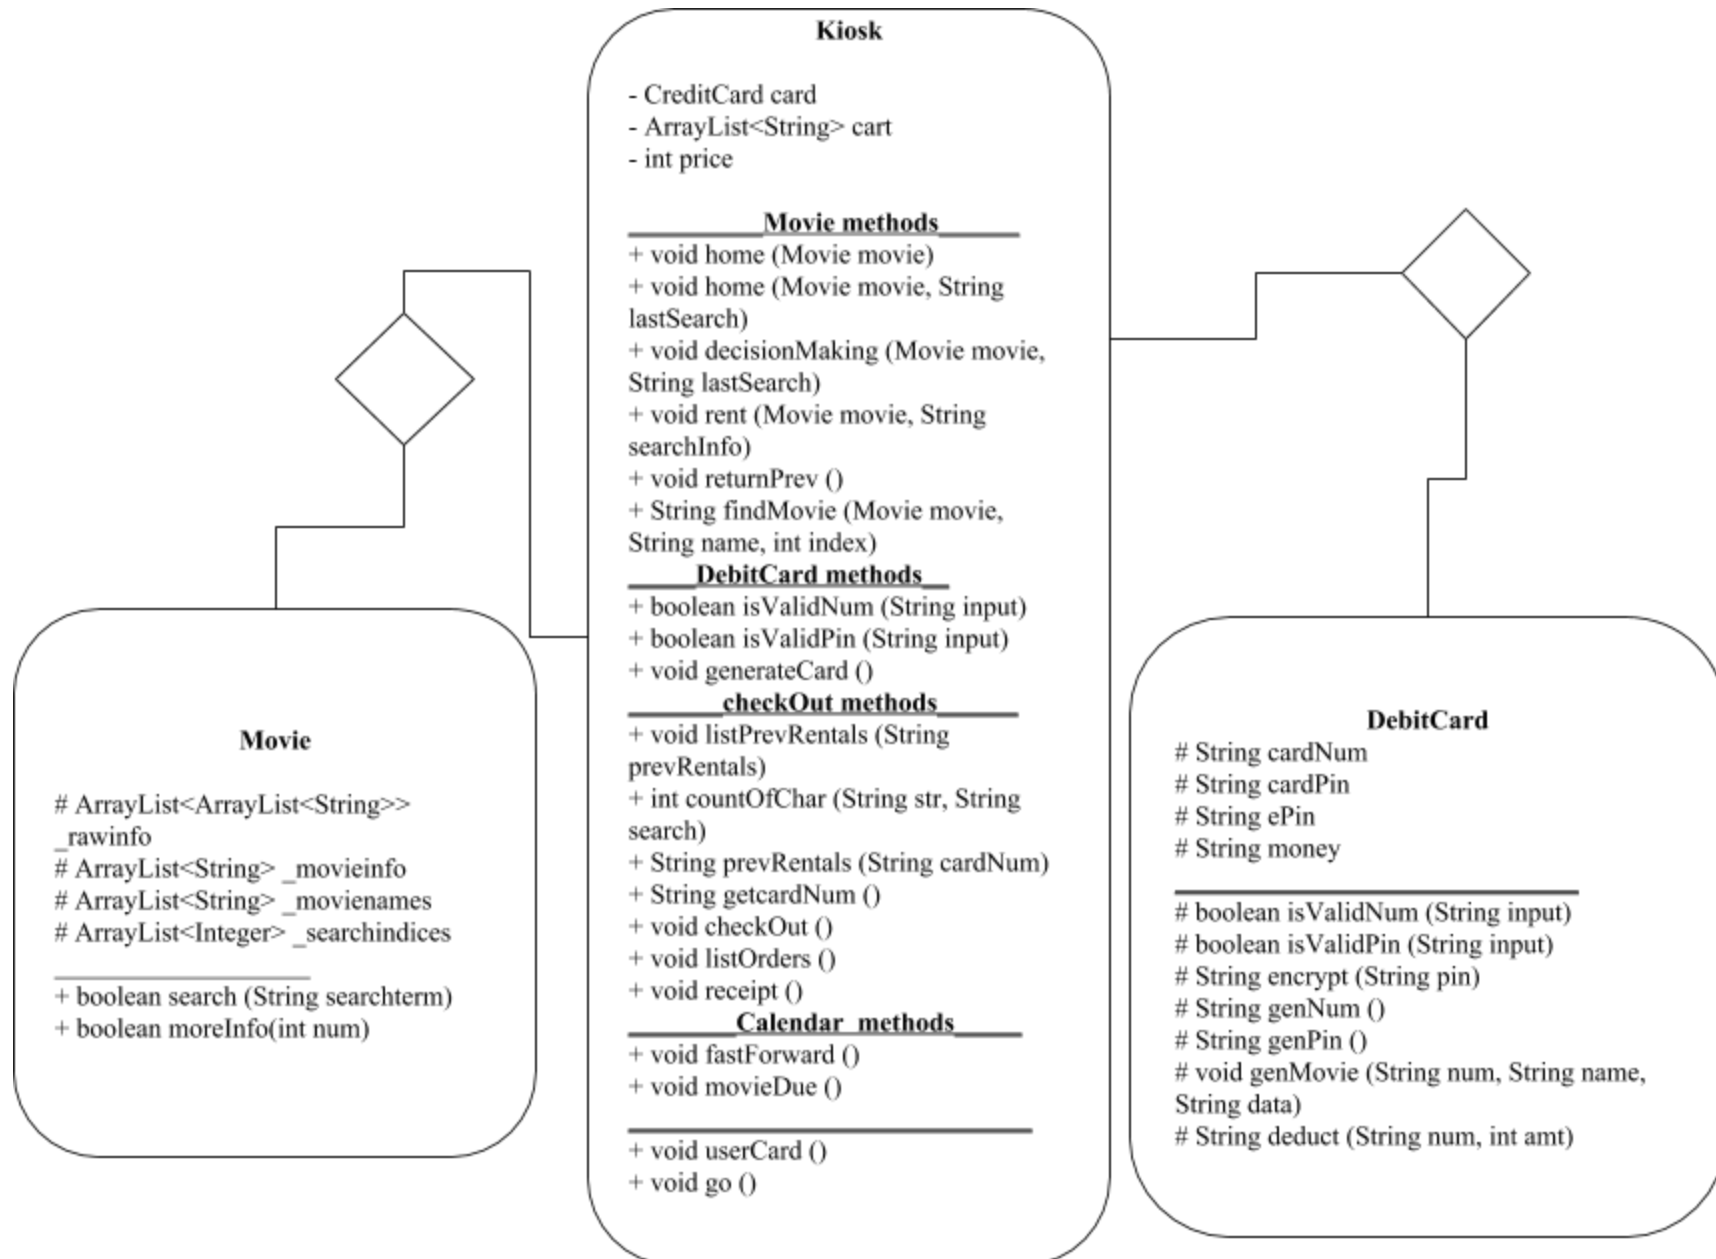 Kiosk
- CreditCard card
- ArrayList<String> cart
- int price
Movie methods
+ void home (Movie movie)
+ void home (Movie movie, String
lastSearch)
+ void decisionMaking (Movie movie,
String lastSearch)
+ void rent (Movie movie, String
searchInfo)
+ void returnPrev ()
+ String findMovie (Movie movie,
String name, int index)
DebitCard methods
+ boolean isValidNum (String input)
+ boolean isValidPin (String input)
+ void generateCard ()
checkOut methods
+ void listPrevRentals (String
prevRentals)
+ int countOfChar (String str, String
search)
+ String prevRentals (String cardNum)
+ String getcardNum ()
+ void checkOut ()
+ void listOrders ()
+ void receipt ()
Calendar methods
+ void fastForward ()
+ void movieDue ()
+ void userCard ()
+ void go ()
Movie
# ArrayList<ArrayList<String>>
_rawinfo
# ArrayList<String> _movieinfo
# ArrayList<String> _movienames
# ArrayList<Integer> _searchindices
+ boolean search (String searchterm)
+ boolean moreInfo(int num)
DebitCard
# String cardNum
# String cardPin
# String ePin
# String money
# boolean isValidNum (String input)
# boolean isValidPin (String input)
# String encrypt (String pin)
# String genNum ()
# String genPin ()
# void genMovie (String num, String name,
String data)
# String deduct (String num, int amt)